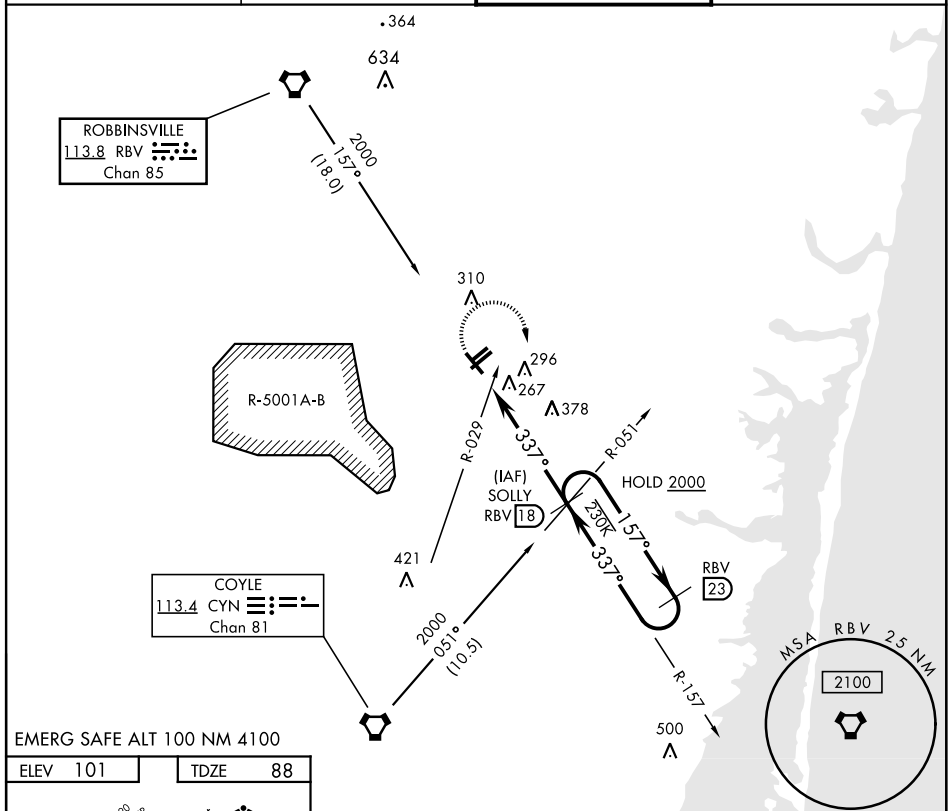 .364
634
ROBBINSVILLE
113.8 RBV
Chan 85
2000
157°
(18.0)
310
296
267
378
R-5001A-B
R-029
337°
R-051
(IAF)
SOLLY
RBV 18
HOLD 2000
230K
157°
337°
RBV
23
421
COYLE
113.4 CYN
Chan 81
2000
051°
(10.5)
R-157
MSA RBV 25 NM
2100
500
EMERG SAFE ALT 100 NM 4100
ELEV 101
TDZE 88
20